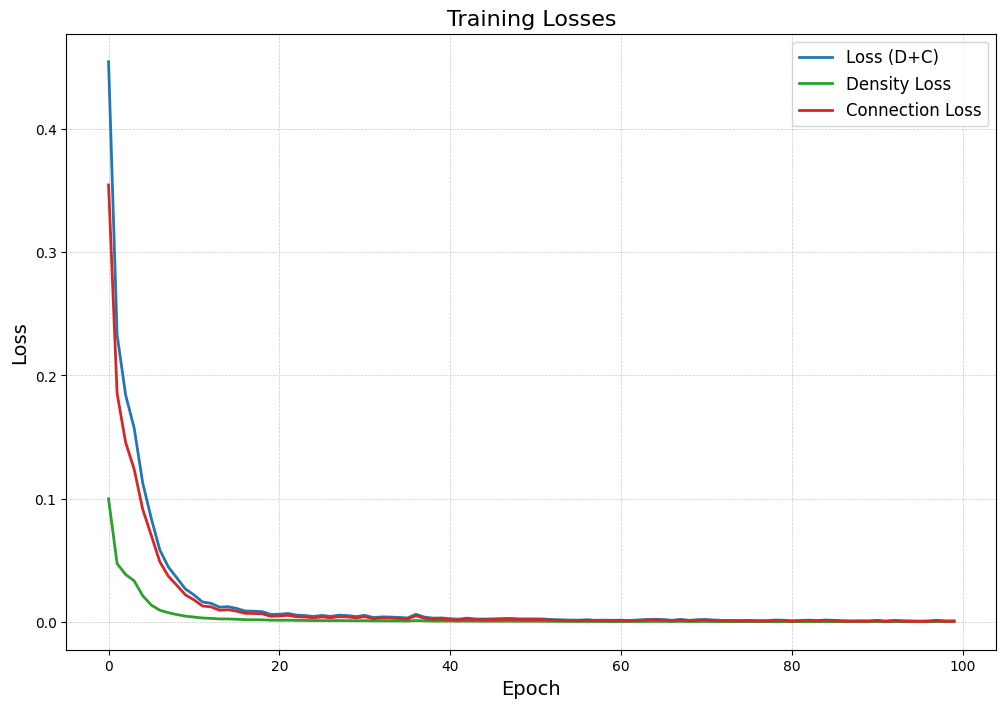 Training Losses
Loss (D+C)
Density Loss
Connection Loss
Loss
0.4
0.3
0.2
0.1
0.0
0 20 40 60 80 100
Epoch